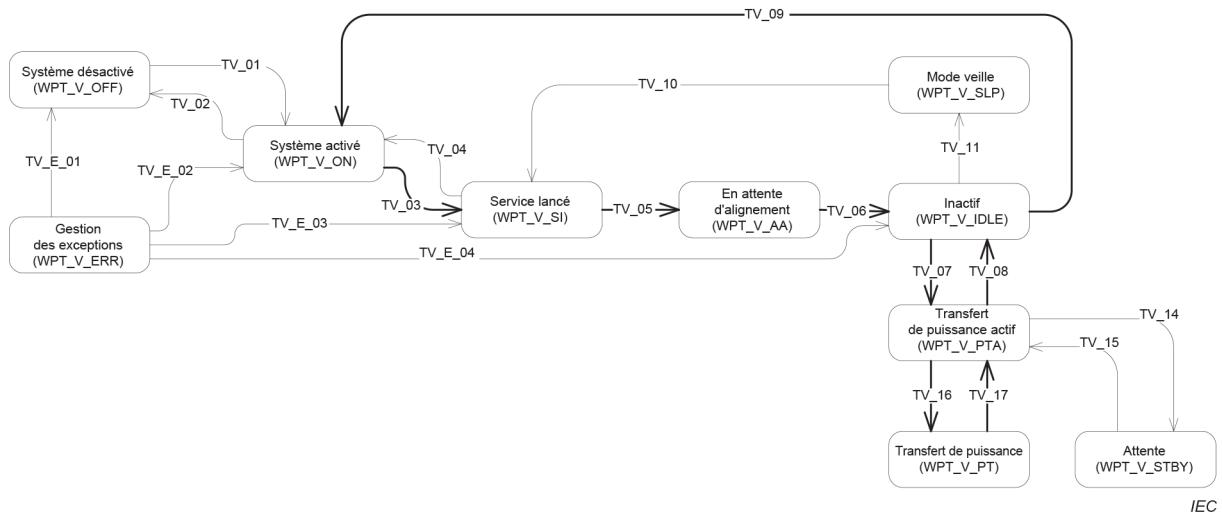 TV_09
Système désactivé
(WPT_V_OFF)
TV_01
TV_02
Mode veille
(WPT_V_SLP)
TV_10
Système activé
(WPT_V_ON)
TV_04
TV_11
TV_E_01
TV_E_02
TV_03
Service lancé
(WPT_V_SI)
TV_05
En attente
d'alignement
(WPT_V_AA)
TV_06
Inactif
(WPT_V_IDLE)
Gestion
des exceptions
(WPT_V_ERR)
TV_E_03
TV_E_04
TV_07
TV_08
Transfert
de puissance actif
(WPT_V_PTA)
TV_14
TV_15
TV_16
TV_17
Transfert de puissance
(WPT_V_PT)
Attente
(WPT_V_STBY)
IEC